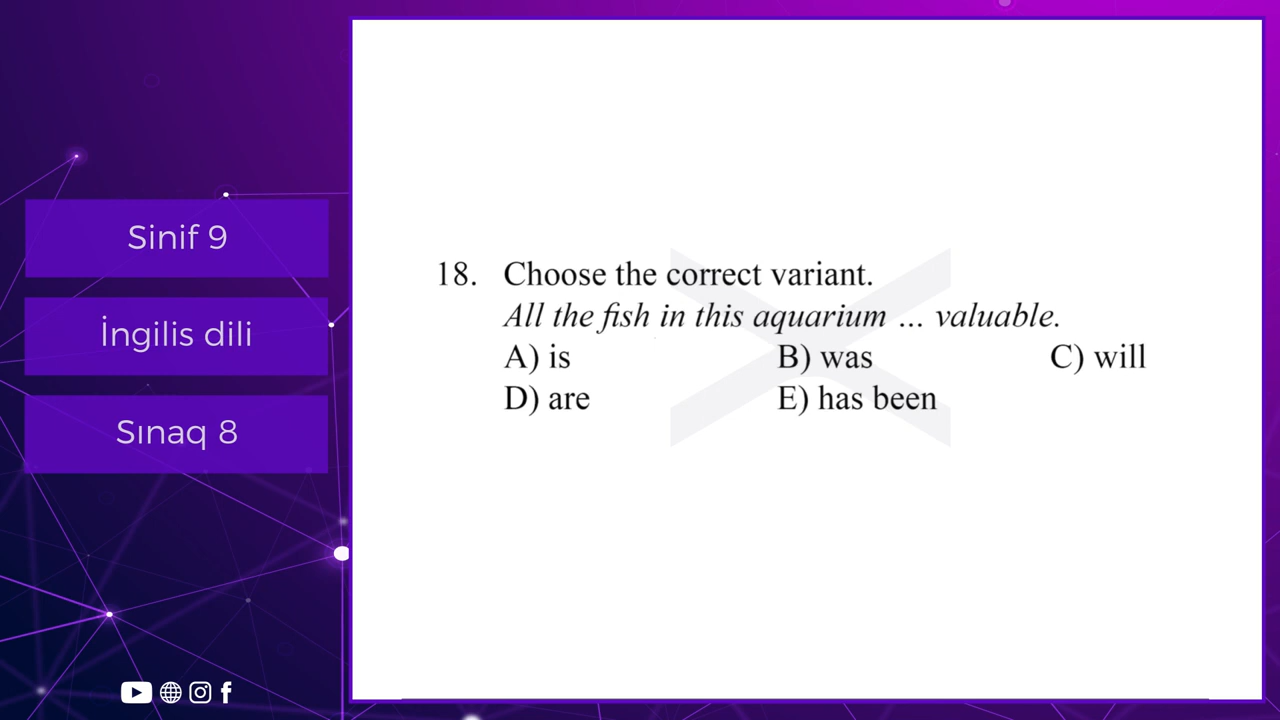 Sinif 9
İngilis dili
Sınaq 8
18. Choose the correct variant.
All the fish in this aquarium ... valuable.
A) is B) was C) will
D) are E) has been